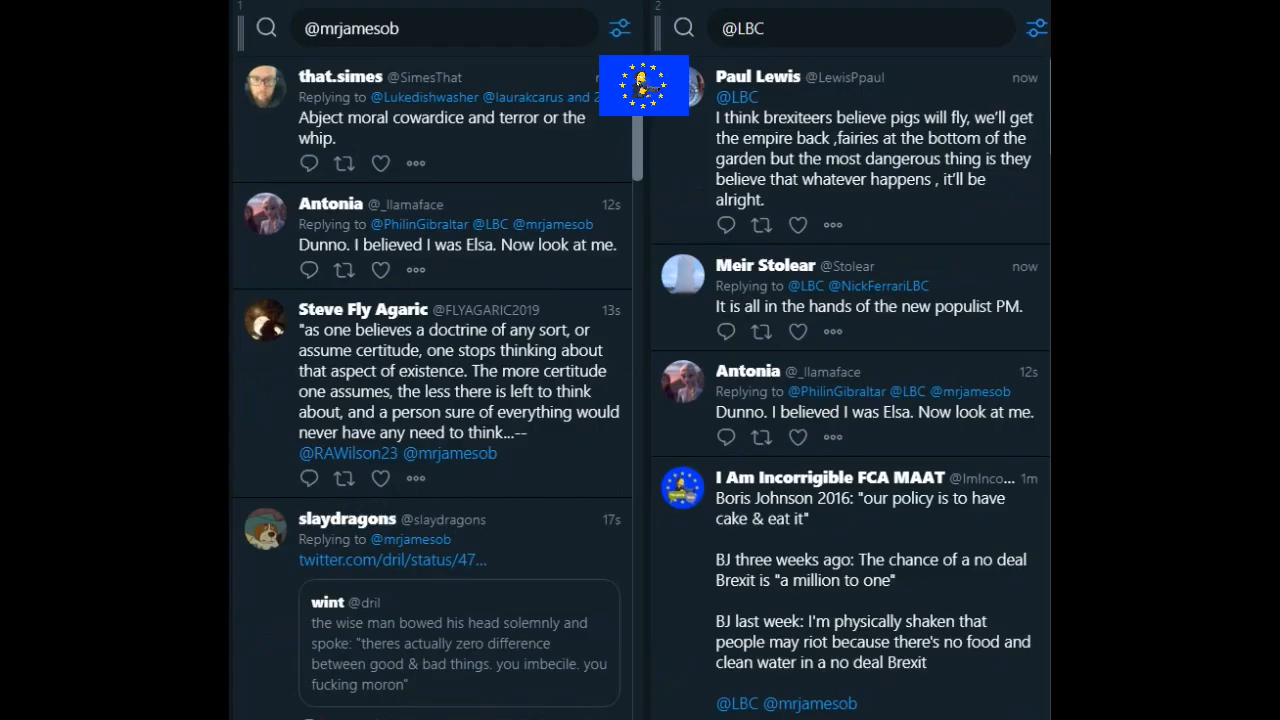 1
@mrjamesob
that.simes @SimesThat
Replying to @Lukedishwasher @laurakcarus and 2
Abject moral cowardice and terror or the
whip.
Antonia @_llamaface 12s
Replying to @PhilinGibraltar @LBC @mrjamesob
Dunno. I believed I was Elsa. Now look at me.
Steve Fly Agaric @FLYAGARIC2019 13s
"as one believes a doctrine of any sort, or
assume certitude, one stops thinking about
that aspect of existence. The more certitude
one assumes, the less there is left to think
about, and a person sure of everything would
never have any need to think...--
@RAWilson23 @mrjamesob
slaydragons @slaydragons 17s
Replying to @mrjamesob
twitter.com/dril/status/47...
wint @dril
the wise man bowed his head solemnly and
spoke: "theres actually zero difference
between good & bad things. you imbecile. you
fucking moron"
2
@LBC
Paul Lewis @LewisPpaul now
@LBC
I think brexiteers believe pigs will fly, we'll get
the empire back ,fairies at the bottom of the
garden but the most dangerous thing is they
believe that whatever happens , it'll be
alright.
Meir Stolear @Stolear now
Replying to @LBC @NickFerrariLBC
It is all in the hands of the new populist PM.
Antonia @_llamaface 12s
Replying to @PhilinGibraltar @LBC @mrjamesob
Dunno. I believed I was Elsa. Now look at me.
I Am Incorrigible FCA MAAT @ImInco... 1m
Boris Johnson 2016: "our policy is to have
cake & eat it"
BJ three weeks ago: The chance of a no deal
Brexit is "a million to one"
BJ last week: I'm physically shaken that
people may riot because there's no food and
clean water in a no deal Brexit
@LBC @mrjamesob